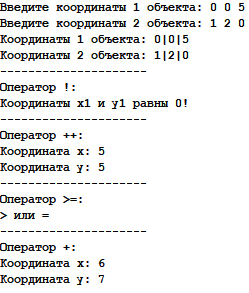 Введите координаты 1 объекта: 0 0 5
Введите координаты 2 объекта: 1 2 0
Координаты 1 объекта: 0|0|5
Координаты 2 объекта: 1|2|0
---------------------
Оператор !:
Координаты x1 и y1 равны 0!
---------------------
Оператор ++:
Координата x: 5
Координата y: 5
---------------------
Оператор >=:
> или =
---------------------
Оператор +:
Координата x: 6
Координата y: 7